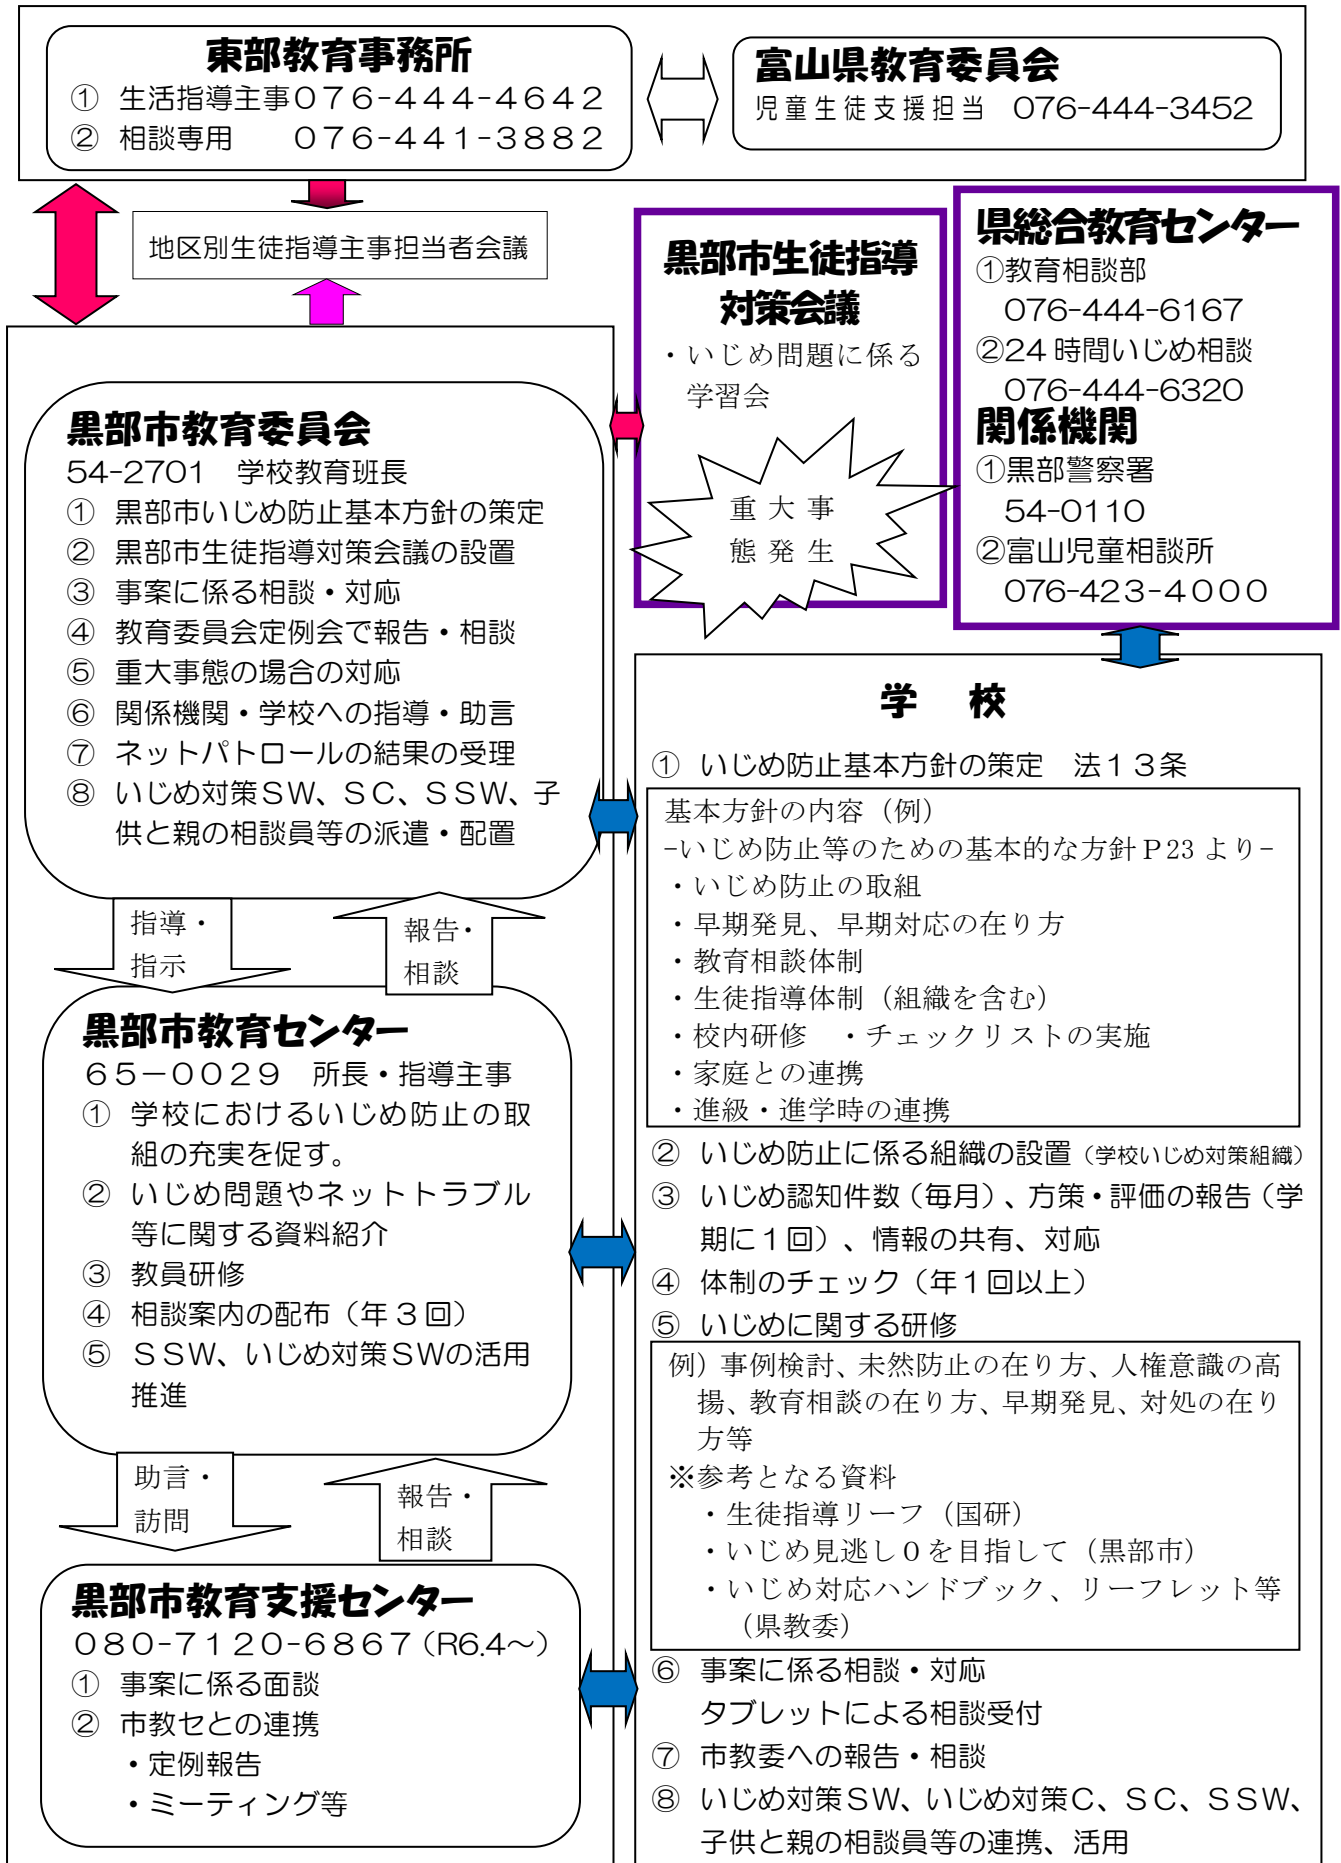 東部教育事務所
① 生活指導主事０７６-４４４-４６４２
② 相談専用　　０７６-４４１-３８８２
富山県教育委員会
児童生徒支援担当　076-444-3452
地区別生徒指導主事担当者会議
黒部市生徒指導
対策会議
・いじめ問題に係る
学習会
重 大 事
態 発 生
県総合教育センター
①教育相談部
076-444-6167
②24 時間いじめ相談
076-444-6320
関係機関
①黒部警察署
54-0110
②富山児童相談所
076-423-４０００
黒部市教育委員会
54-2701　学校教育班長
① 黒部市いじめ防止基本方針の策定
② 黒部市生徒指導対策会議の設置
③ 事案に係る相談・対応
④ 教育委員会定例会で報告・相談
⑤ 重大事態の場合の対応
⑥ 関係機関・学校への指導・助言
⑦ ネットパトロールの結果の受理
⑧ いじめ対策ＳＷ、ＳＣ、ＳＳＷ、子
供と親の相談員等の派遣・配置
指導・
指示
報告・
相談
黒部市教育センター
６５－００２９　所長・指導主事
① 学校におけるいじめ防止の取
組の充実を促す。
② いじめ問題やネットトラブル
等に関する資料紹介
③ 教員研修
④ 相談案内の配布（年３回）
⑤ ＳＳＷ、いじめ対策ＳＷの活用
推進
助言・
訪問
報告・
相談
黒部市教育支援センター
０８０-７１２０-６８６７（R6.4～）
① 事案に係る面談
② 市教セとの連携
・定例報告
・ミーティング等
学　校
① いじめ防止基本方針の策定　法１３条
基本方針の内容（例）
-いじめ防止等のための基本的な方針Ｐ23 より-
・いじめ防止の取組
・早期発見、早期対応の在り方
・教育相談体制
・生徒指導体制（組織を含む）
・校内研修　・チェックリストの実施
・家庭との連携
・進級・進学時の連携
② いじめ防止に係る組織の設置（学校いじめ対策組織）
③ いじめ認知件数（毎月）、方策・評価の報告（学
期に１回）、情報の共有、対応
④ 体制のチェック（年１回以上）
⑤ いじめに関する研修
例）事例検討、未然防止の在り方、人権意識の高
揚、教育相談の在り方、早期発見、対処の在り
方等
※参考となる資料
・生徒指導リーフ（国研）
・いじめ見逃し０を目指して（黒部市）
・いじめ対応ハンドブック、リーフレット等
（県教委）
⑥ 事案に係る相談・対応
タブレットによる相談受付
⑦ 市教委への報告・相談
⑧ いじめ対策ＳＷ、いじめ対策Ｃ、ＳＣ、ＳＳＷ、
子供と親の相談員等の連携、活用